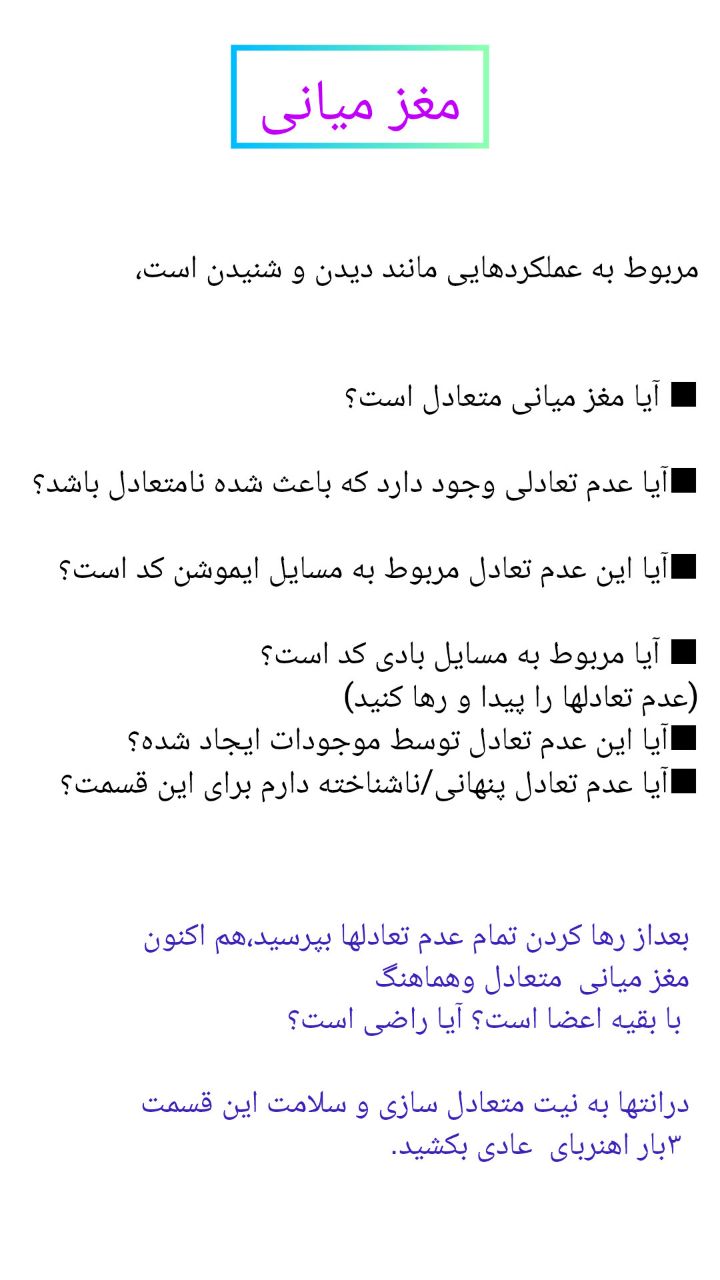 مغز میانی
مربوط به عملکردهایی مانند دیدن و شنیدن است،
■ آیا مغز میانی متعادل است؟
■آیا عدم تعادلی وجود دارد که باعث شده نامتعادل باشد؟
■آیا این عدم تعادل مربوط به مسایل ایموشن کد است؟
■ آیا مربوط به مسایل بادی کد است؟
(عدم تعادلها را پیدا و رها کنید)
■آیا این عدم تعادل توسط موجودات ایجاد شده؟
■آیا عدم تعادل پنهانی/ناشناخته دارم برای این قسمت؟
بعداز رها کردن تمام عدم تعادلها بپرسید،هم اکنون
مغز میانی متعادل وهماهنگ
با بقیه اعضا است؟ آیا راضی است؟
درانتها به نیت متعادل سازی و سلامت این قسمت
۳بار اهنربای عادی بکشید.